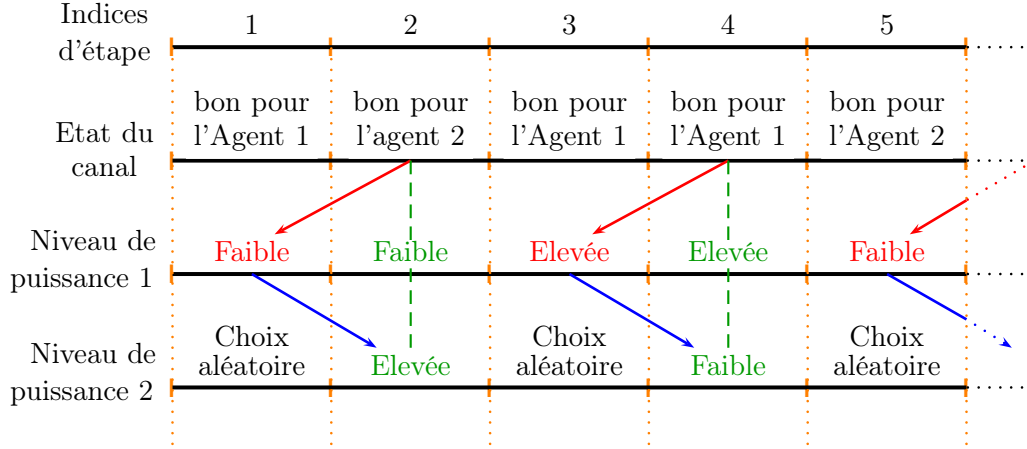 Indices
d'étape
1
2
3
4
5
Etat du
canal
bon pour
l'Agent 1
bon pour
l'agent 2
bon pour
l'Agent 1
bon pour
l'Agent 1
bon pour
l'Agent 2
Niveau de
puissance 1
Faible
Faible
Elevée
Elevée
Faible
Niveau de
puissance 2
Choix
aléatoire
Elevée
Choix
aléatoire
Faible
Choix
aléatoire